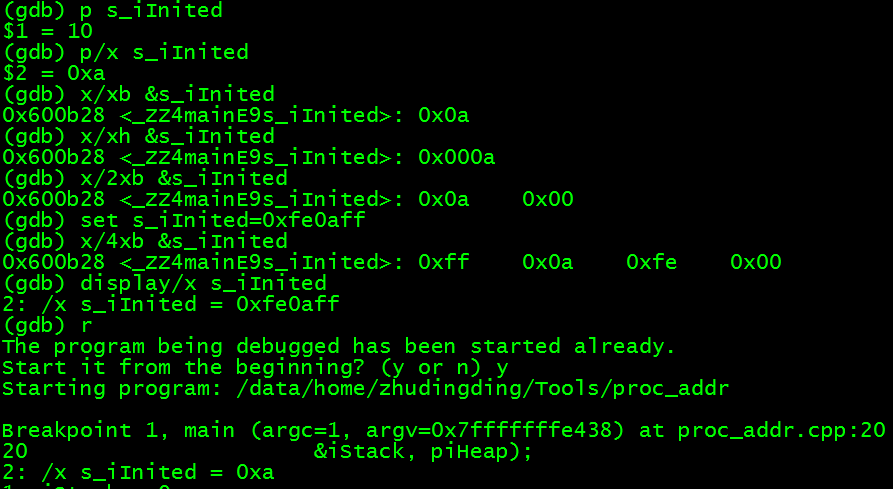 (gdb) p s_iInited
$1 = 10
(gdb) p/x s_iInited
$2 = 0xa
(gdb) x/xb &s_iInited
0x600b28 <_ZZ4mainE9s_iInited>: 0x0a
(gdb) x/xh &s_iInited
0x600b28 <_ZZ4mainE9s_iInited>: 0x000a
(gdb) x/2xb &s_iInited
0x600b28 <_ZZ4mainE9s_iInited>: 0x0a    0x00
(gdb) set s_iInited=0xfe0aff
(gdb) x/4xb &s_iInited
0x600b28 <_ZZ4mainE9s_iInited>: 0xff    0x0a    0xfe    0x00
(gdb) display/x s_iInited
2: /x s_iInited = 0xfe0aff
(gdb) r
The program being debugged has been started already.
Start it from the beginning? (y or n) y
Starting program: /data/home/zhudingding/Tools/proc_addr
Breakpoint 1, main (argc=1, argv=0x7fffffffe438) at proc_addr.cpp:20
20                      &iStack, piHeap);
2: /x s_iInited = 0xa